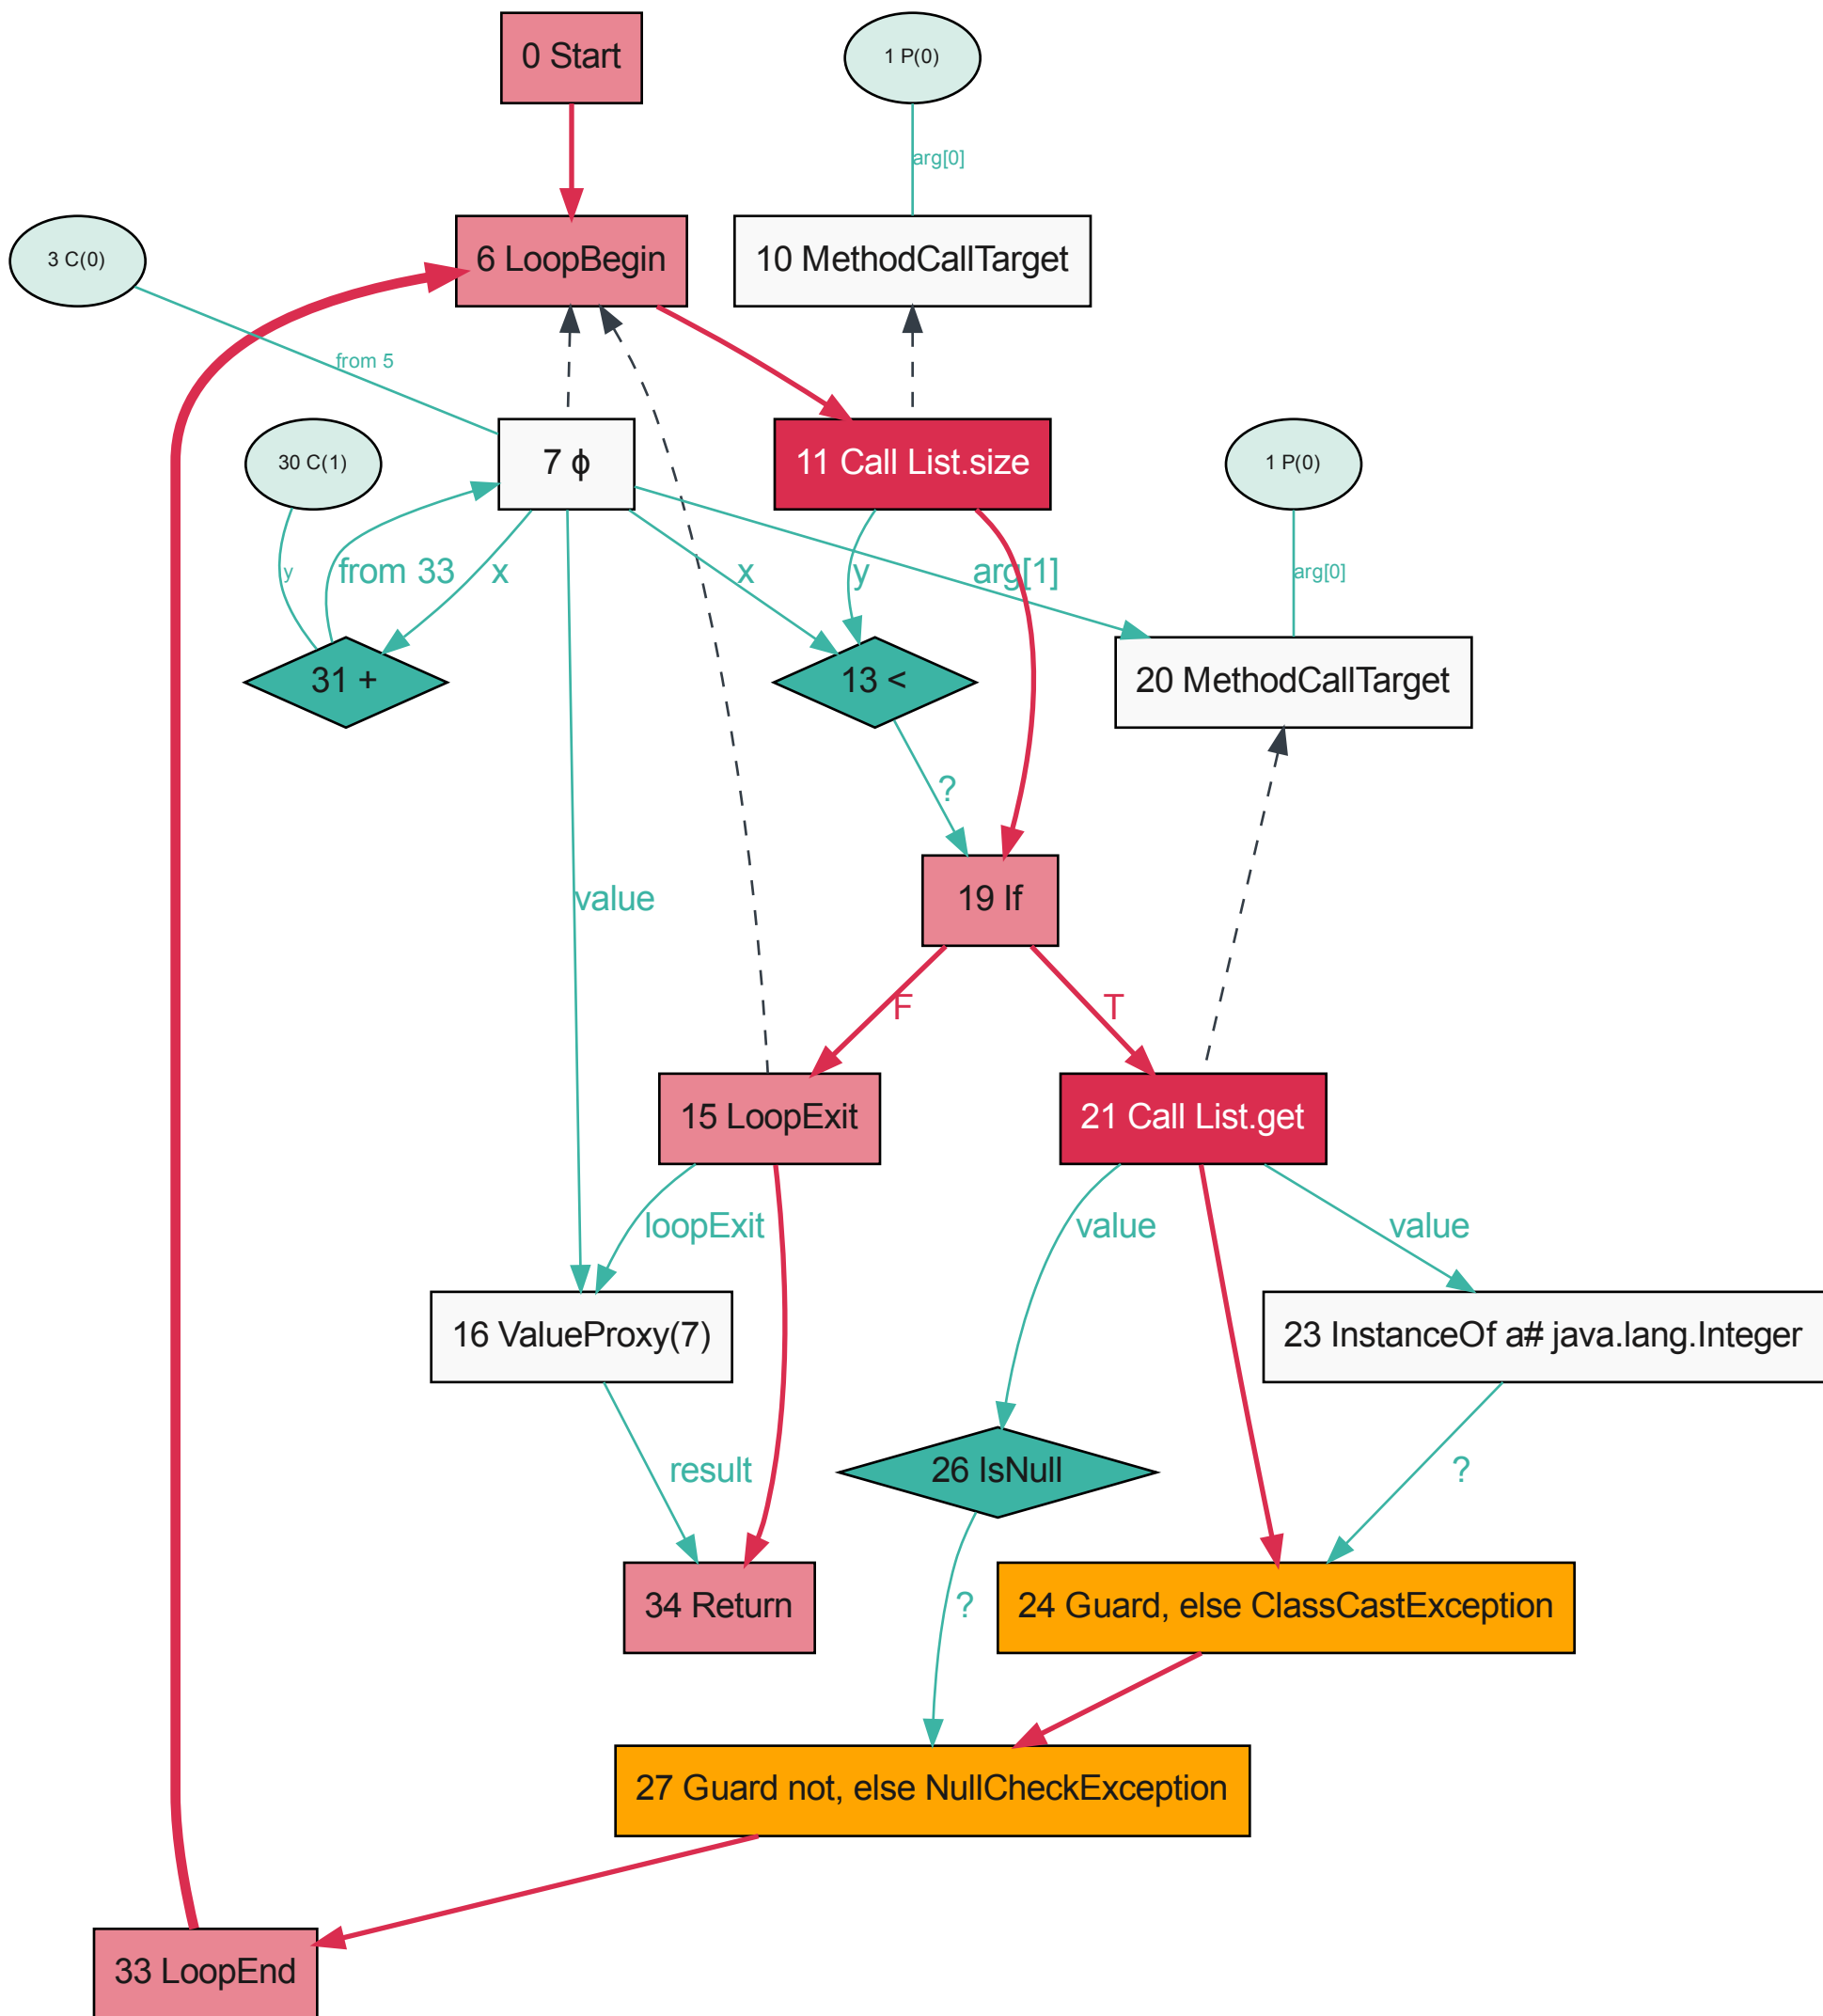 0 Start
1 P(0)
arg[0]
3 C(0)
6 LoopBegin
10 MethodCallTarget
from 5
30 C(1)
7 ϕ
11 Call List.size
1 P(0)
y
from 33
x
x
y
arg[1]
arg[0]
31 +
13 <
20 MethodCallTarget
?
value
19 If
F
T
15 LoopExit
21 Call List.get
loopExit
value
value
16 ValueProxy(7)
23 InstanceOf a# java.lang.Integer
result
26 IsNull
?
34 Return
?
24 Guard, else ClassCastException
27 Guard not, else NullCheckException
33 LoopEnd